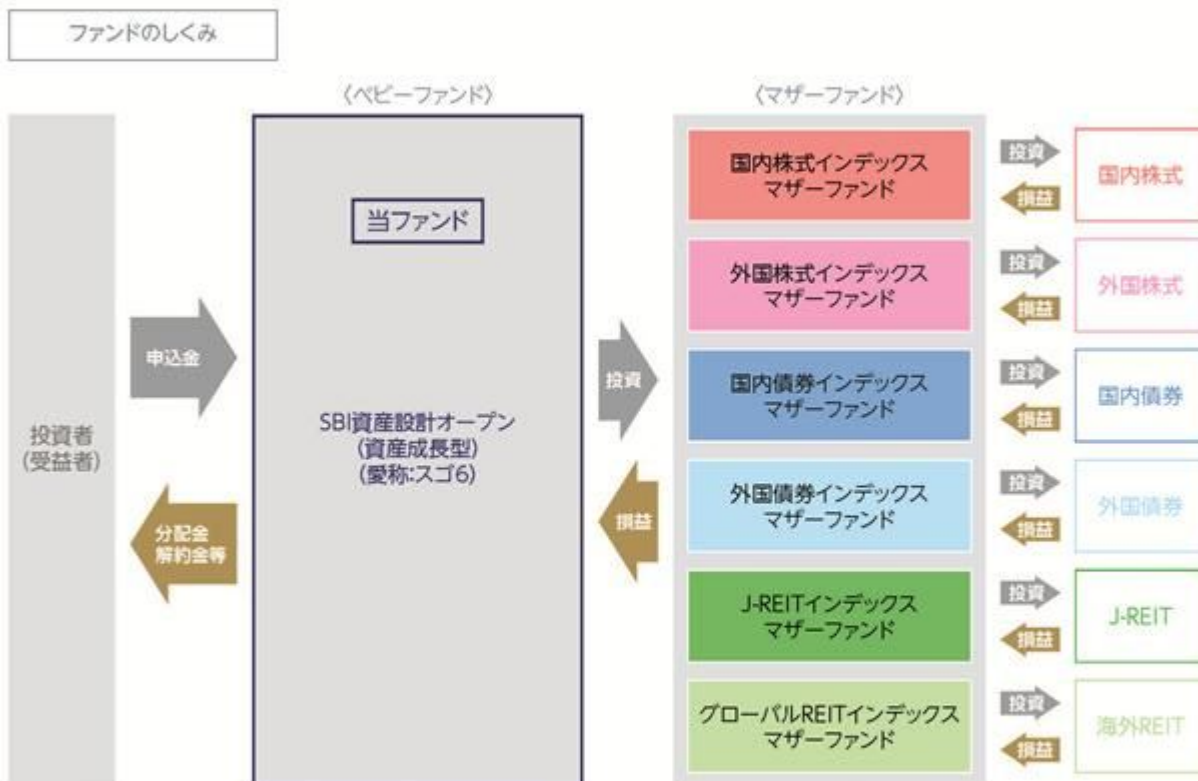 ファンドのしくみ
〈ベビーファンド〉
〈マザーファンド〉
投資者
(受益者)
申込金
分配金
解約金等
当ファンド
SBI資産設計オープン
(資産成長型)
(愛称:スゴ6)
投資
損益
国内株式インデックス
マザーファンド
投資
損益
国内株式
外国株式インデックス
マザーファンド
投資
損益
外国株式
国内債券インデックス
マザーファンド
投資
損益
国内債券
外国債券インデックス
マザーファンド
投資
損益
外国債券
J-REITインデックス
マザーファンド
投資
損益
J-REIT
グローバルREITインデックス
マザーファンド
投資
損益
海外REIT